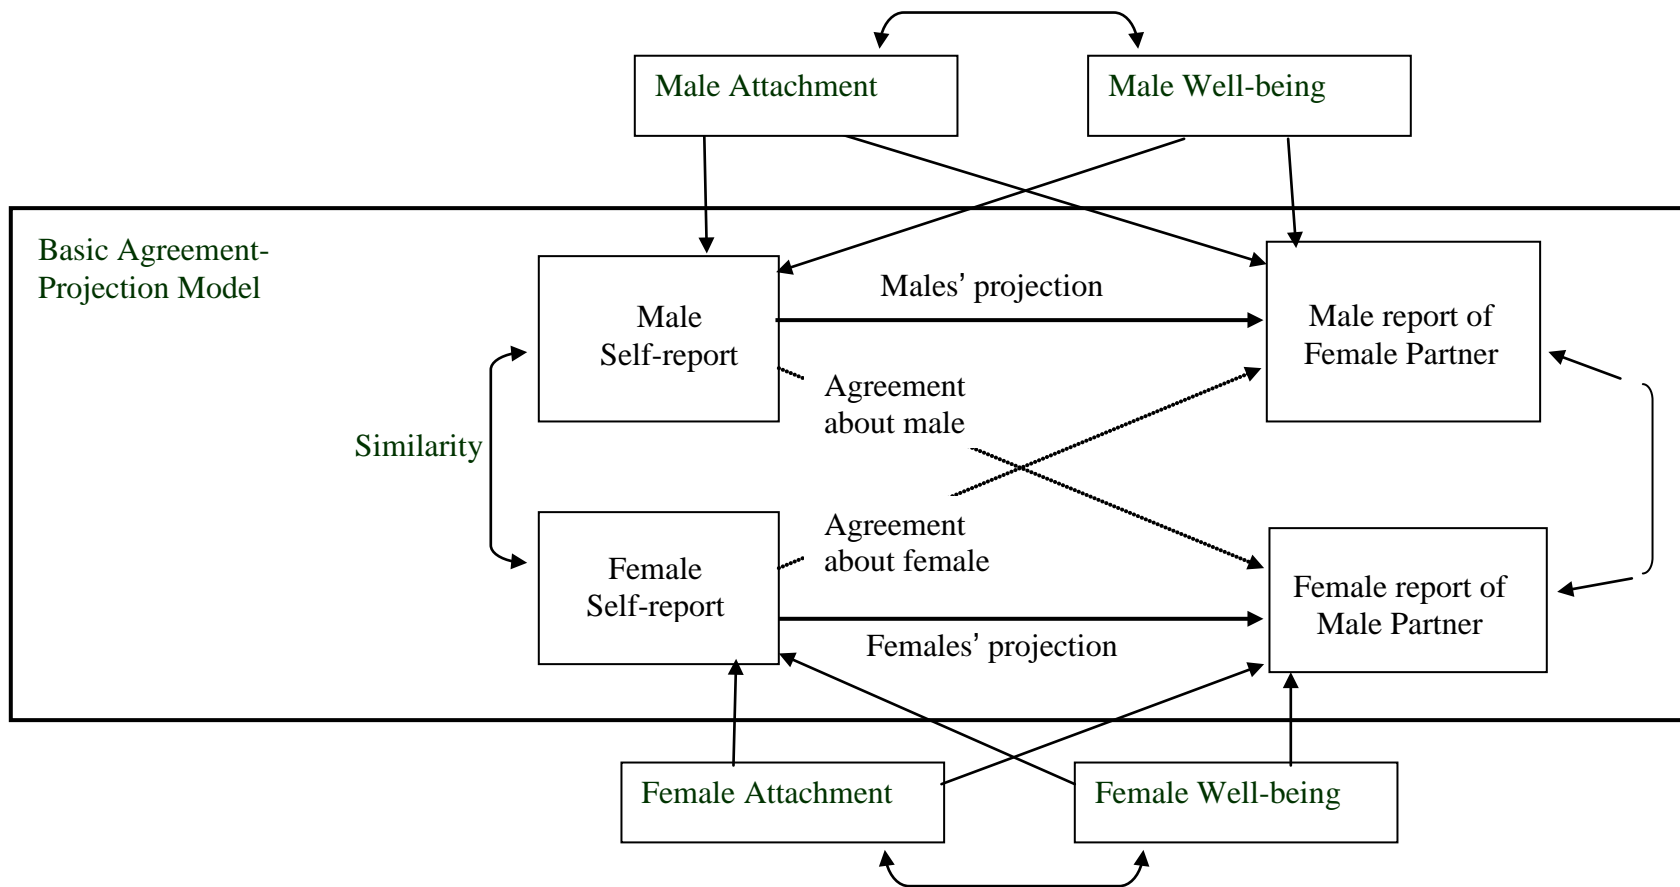 Male Attachment
Male Well-being
Basic Agreement-
Projection Model
Male
Self-report
Males’ projection
Male report of
Female Partner
Agreement
about male
Similarity
Female
Self-report
Agreement
about female
Females’ projection
Female report of
Male Partner
Female Attachment
Female Well-being